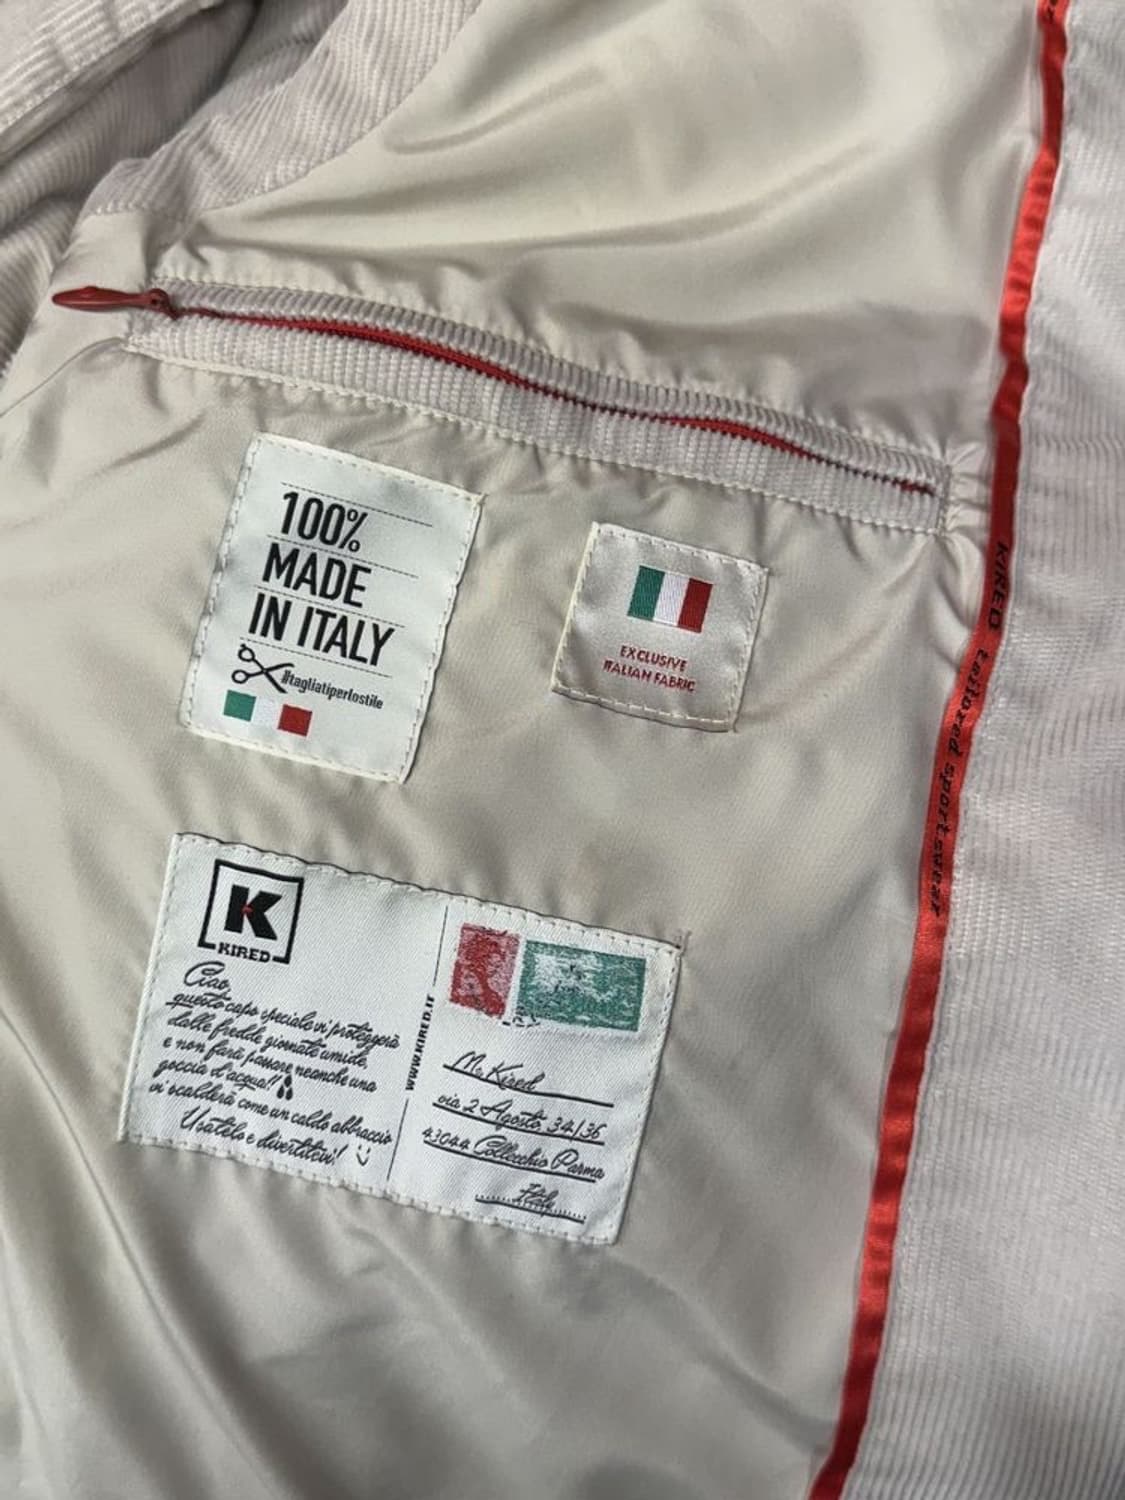 100%
MADE
IN ITALY
#tagliatiperlostile
EXCLUSIVE
ITALIAN FABRIC
KIRED tailored sportswear
K
KIRED
Ciao,
questo capo speciale vi proteggerà
dalle fredde giornate umide,
e non farà passare neanche una
goccia d'acqua!!
vi scalderà come un caldo abbraccio
Usatelo e divertitevi! :)
WWW.KIRED.IT
Mr Kired
via 2 Agosto, 34/36
43044 Collecchio Parma
Italy